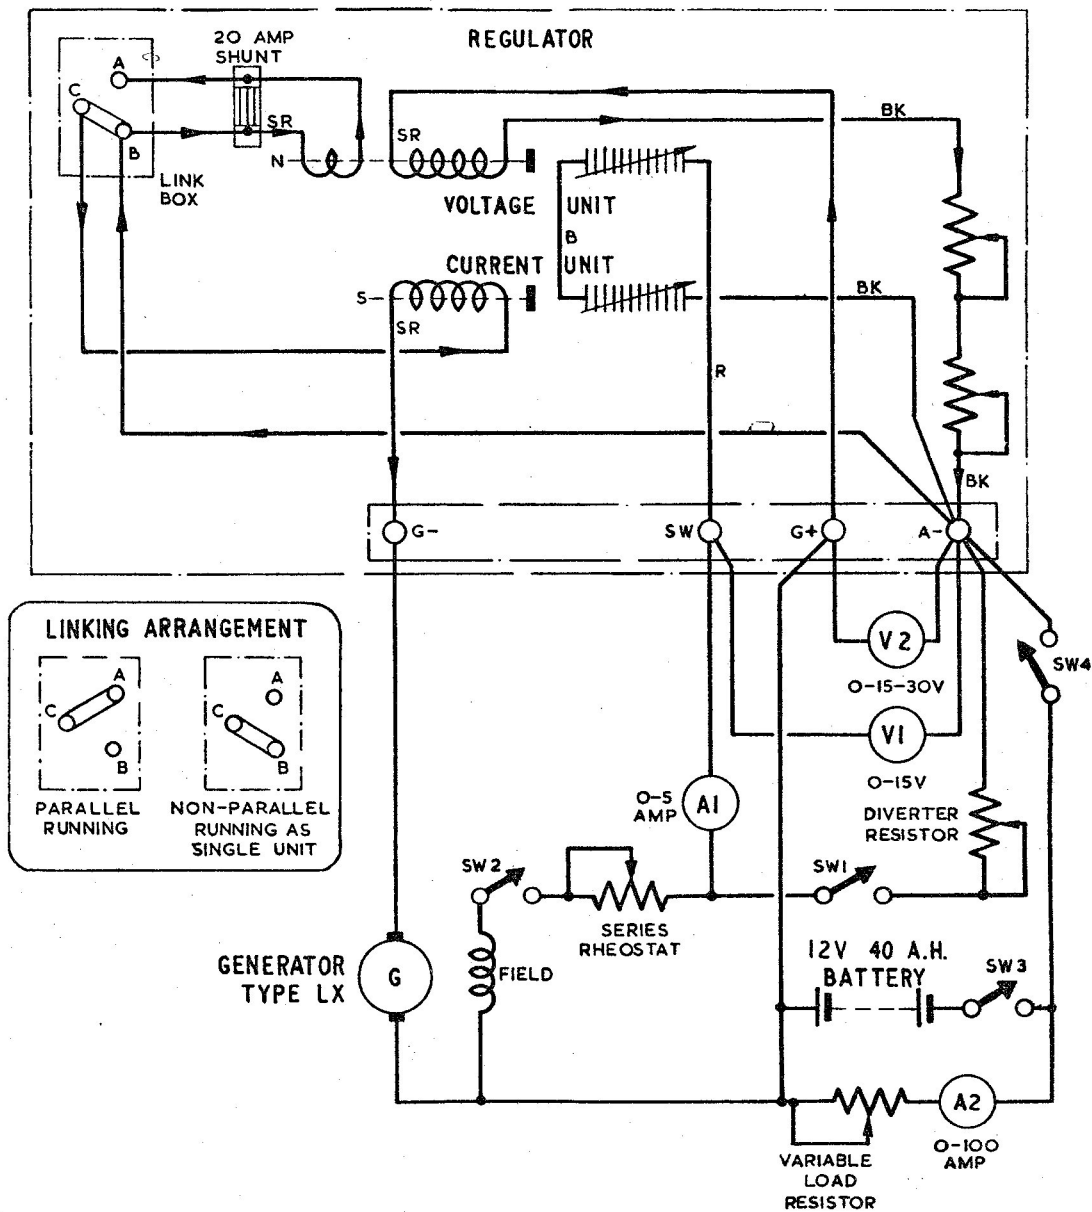 REGULATOR
20 AMP
SHUNT
A
C
B
LINK
BOX
SR
N
SR
BK
VOLTAGE UNIT
B
CURRENT UNIT
S
SR
BK
R
BK
G-
SW
G+
A-
LINKING ARRANGEMENT
A
C
B
PARALLEL
RUNNING
A
C
B
NON-PARALLEL
RUNNING AS
SINGLE UNIT
V2
0-15-30V
SW4
V1
0-15V
0-5
AMP
A1
DIVERTER
RESISTOR
SW2
SW1
SERIES
RHEOSTAT
GENERATOR
TYPE LX
G
FIELD
12V 40 A.H.
BATTERY
SW3
A2
0-100
AMP
VARIABLE
LOAD
RESISTOR